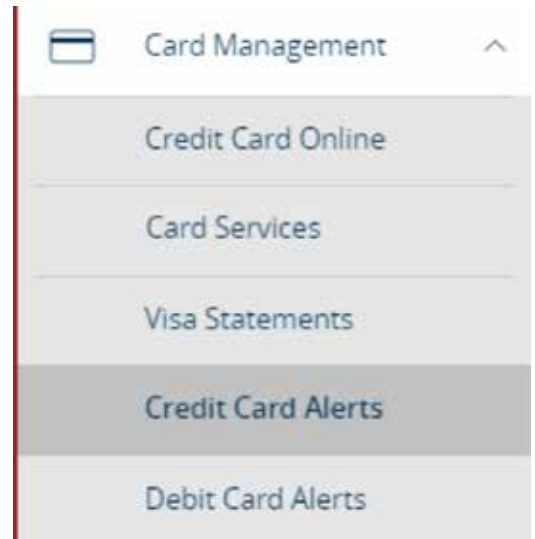 Card Management
Credit Card Online
Card Services
Visa Statements
Credit Card Alerts
Debit Card Alerts